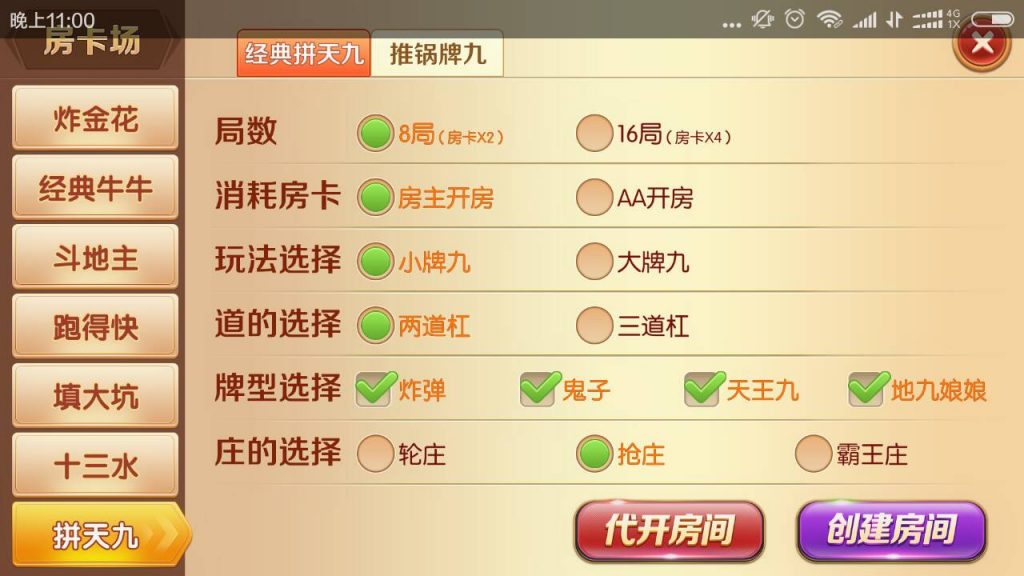 晚上11:00
... 4G 1X
房卡场
经典拼天九 推锅牌九
炸金花
经典牛牛
斗地主
跑得快
填大坑
十三水
拼天九
局数 8局(房卡X2) 16局(房卡X4)
消耗房卡 房主开房 AA开房
玩法选择 小牌九 大牌九
道的选择 两道杠 三道杠
牌型选择 炸弹 鬼子 天王九 地九娘娘
庄的选择 轮庄 抢庄 霸王庄
代开房间 创建房间